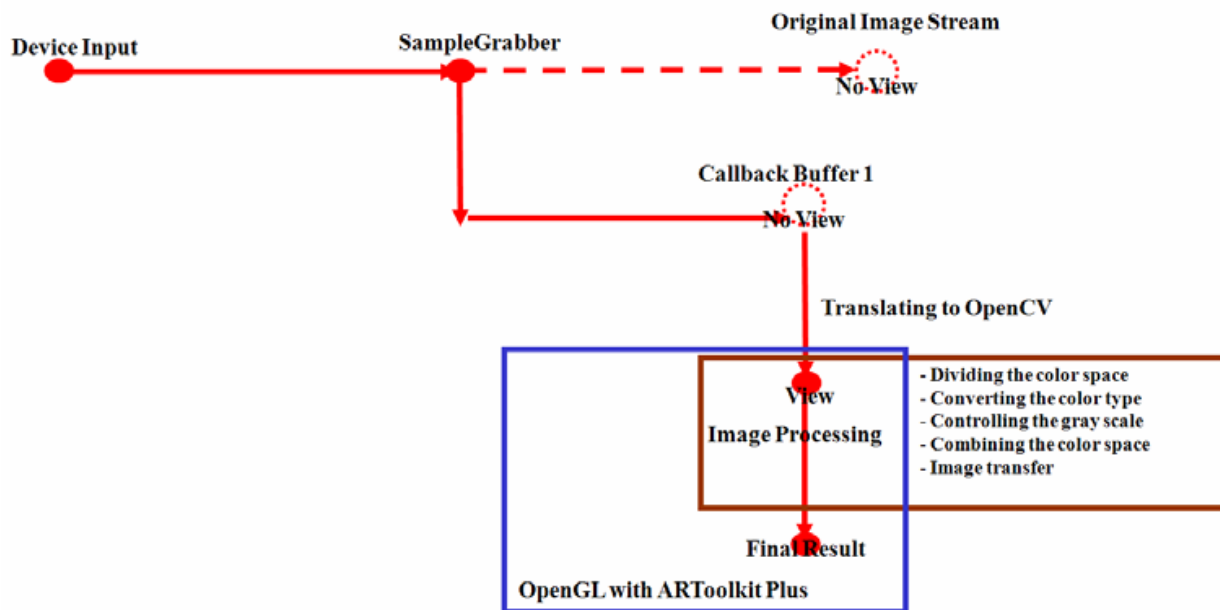 Original Image Stream
Device Input
SampleGrabber
No View
Callback Buffer 1
No View
Translating to OpenCV
View
Image Processing
- Dividing the color space
- Converting the color type
- Controlling the gray scale
- Combining the color space
- Image transfer
Final Result
OpenGL with ARToolkit Plus